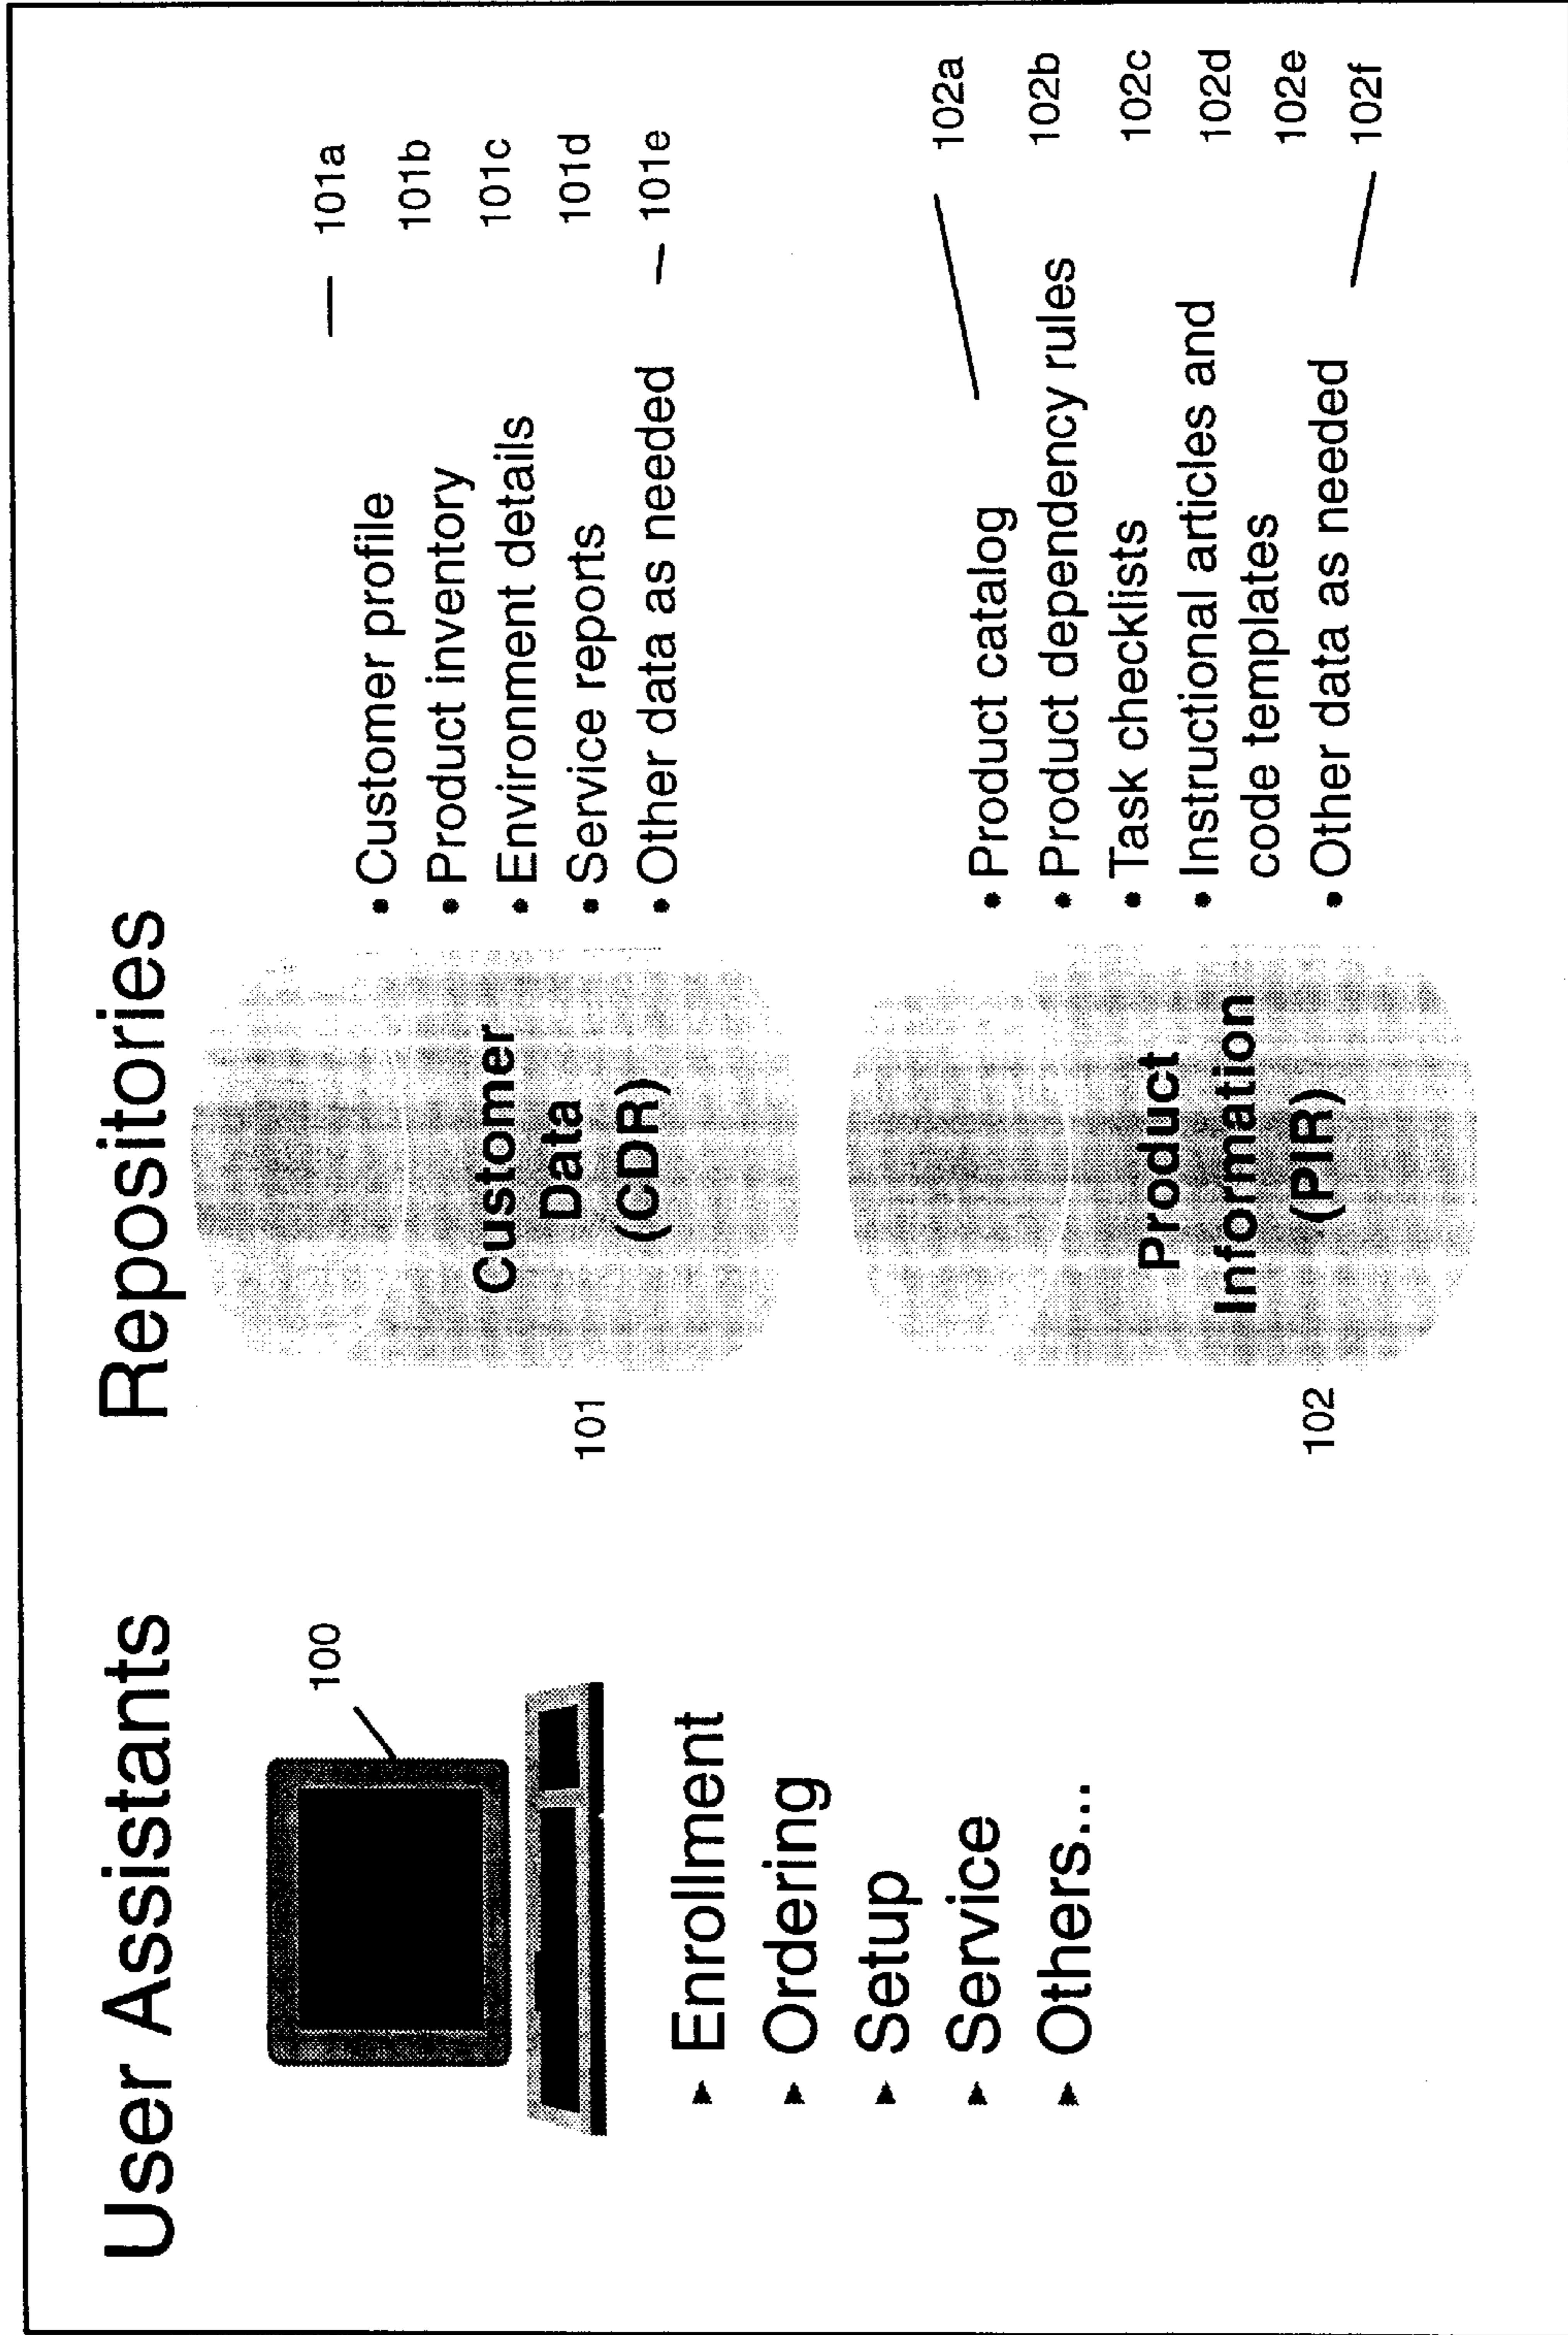 User Assistants
100
Enrollment
Ordering
Setup
Service
Others...
Repositories
101
Customer
Data
(CDR)
• Customer profile
• Product inventory
• Environment details
• Service reports
• Other data as needed
101a
101b
101c
101d
101e
102
Product
Information
(PIR)
• Product catalog
• Product dependency rules
• Task checklists
• Instructional articles and
code templates
• Other data as needed
102a
102b
102c
102d
102e
102f